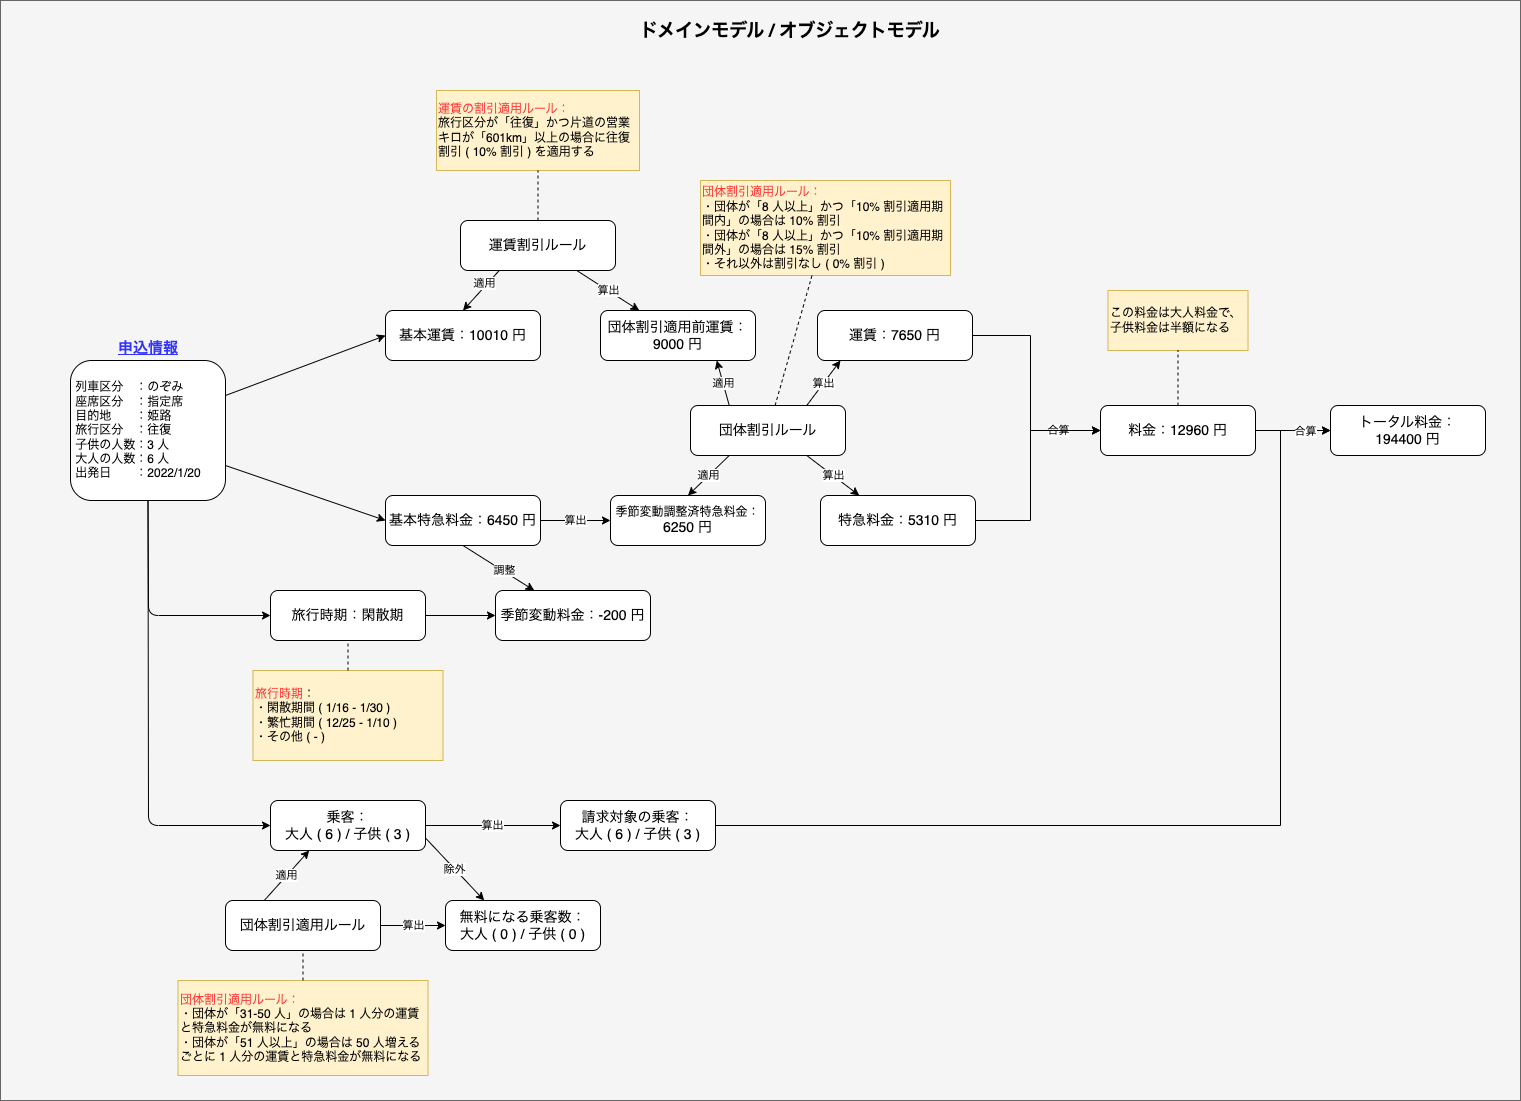 ドメインモデル / オブジェクトモデル
運賃の割引適用ルール：
旅行区分が「往復」かつ片道の営業
キロが「601km」以上の場合に往復
割引 ( 10% 割引 ) を適用する
団体割引適用ルール：
・団体が「8 人以上」かつ「10% 割引適用期
間内」の場合は 10% 割引
・団体が「8 人以上」かつ「10% 割引適用期
間外」の場合は 15% 割引
・それ以外は割引なし ( 0% 割引 )
運賃割引ルール
適用
算出
この料金は大人料金で、
子供料金は半額になる
基本運賃：10010 円
団体割引適用前運賃：
9000 円
運賃：7650 円
申込情報
列車区分　：のぞみ
座席区分　：指定席
目的地　　：姫路
旅行区分　：往復
子供の人数：3 人
大人の人数：6 人
出発日　　：2022/1/20
適用
算出
団体割引ルール
合算
料金：12960 円
合算
トータル料金：
194400 円
適用
算出
基本特急料金：6450 円
算出
季節変動調整済特急料金：
6250 円
特急料金：5310 円
調整
旅行時期：閑散期
季節変動料金：-200 円
旅行時期：
・閑散期間 ( 1/16 - 1/30 )
・繁忙期間 ( 12/25 - 1/10 )
・その他 ( - )
乗客：
大人 ( 6 ) / 子供 ( 3 )
算出
請求対象の乗客：
大人 ( 6 ) / 子供 ( 3 )
適用
除外
団体割引適用ルール
算出
無料になる乗客数：
大人 ( 0 ) / 子供 ( 0 )
団体割引適用ルール：
・団体が「31-50 人」の場合は 1 人分の運賃
と特急料金が無料になる
・団体が「51 人以上」の場合は 50 人増える
ごとに 1 人分の運賃と特急料金が無料になる